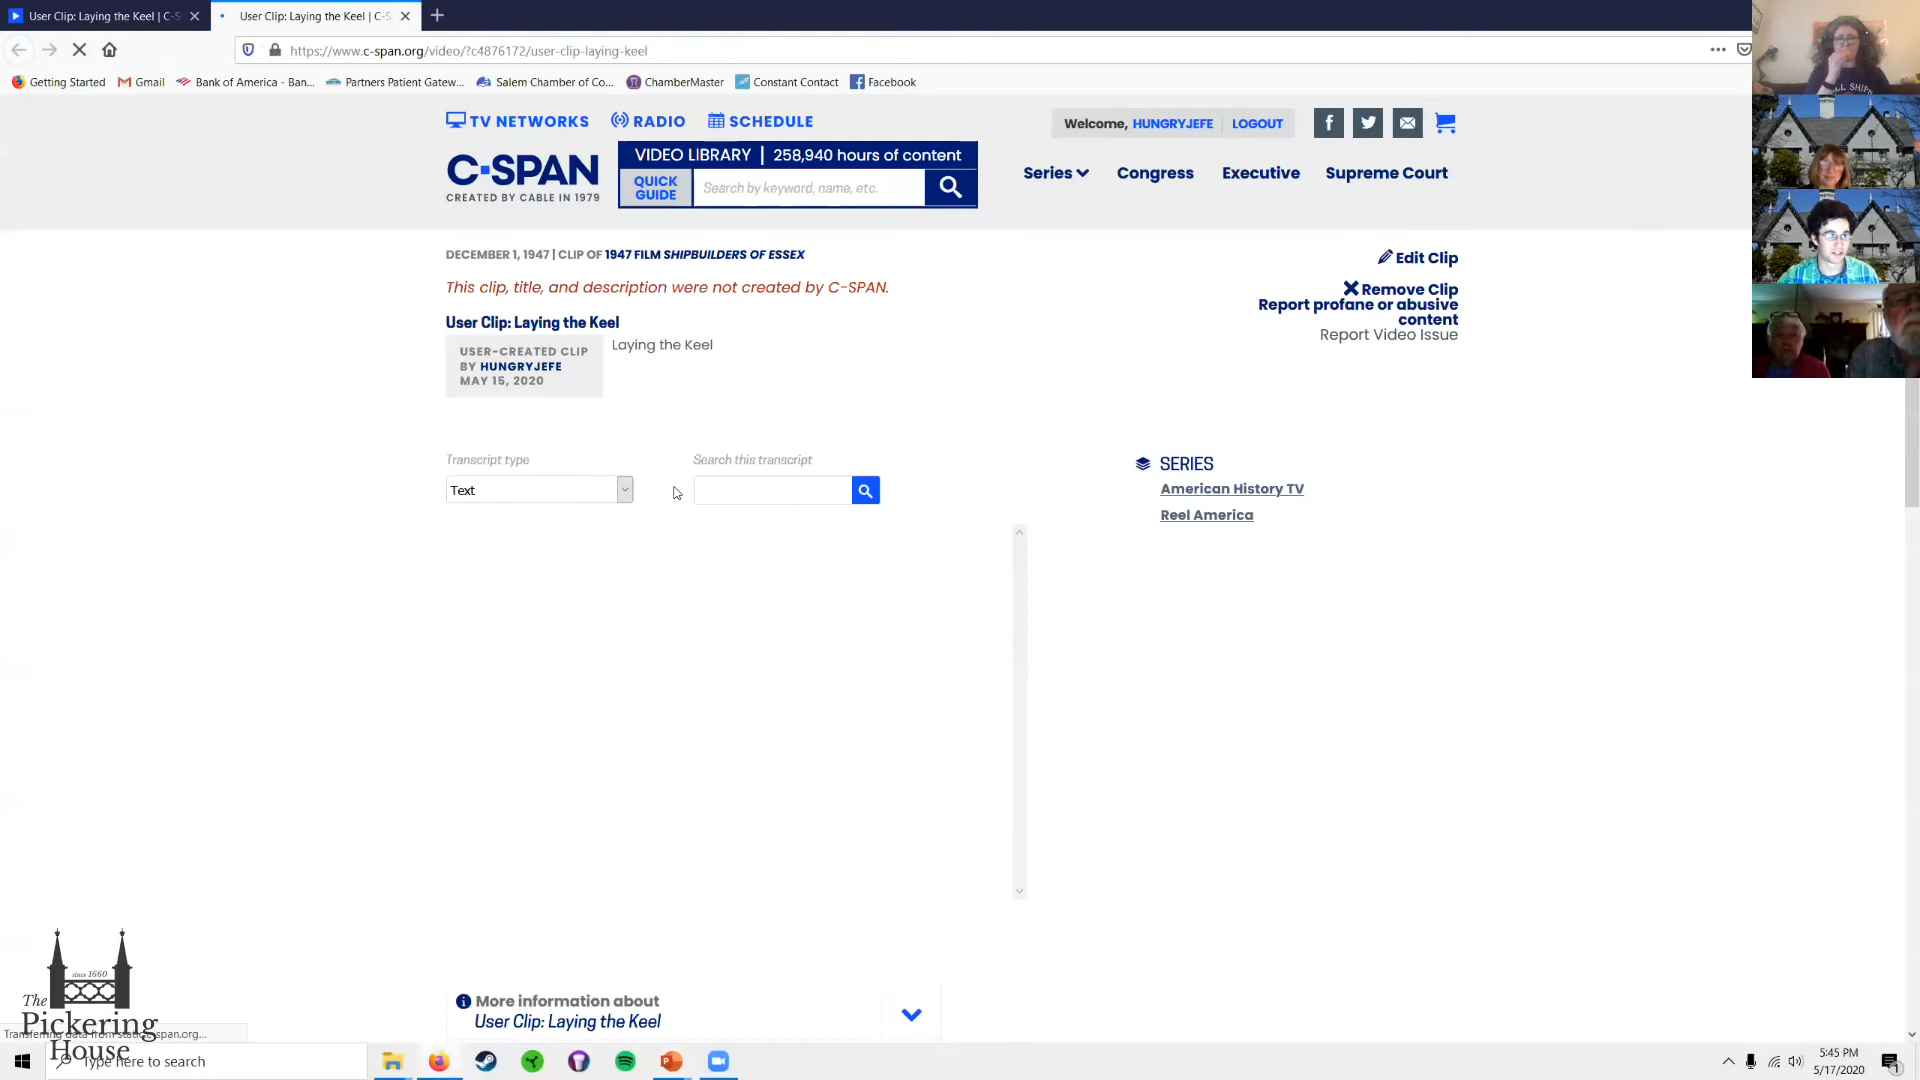 User Clip: Laying the Keel | C-S
User Clip: Laying the Keel | C-S
https://www.c-span.org/video/?c4876172/user-clip-laying-keel
Getting Started
Gmail
Bank of America - Ban...
Partners Patient Gatew...
Salem Chamber of Co...
ChamberMaster
Constant Contact
Facebook
TV NETWORKS
RADIO
SCHEDULE
Welcome, HUNGRYJEFE
LOGOUT
C-SPAN
CREATED BY CABLE IN 1979
VIDEO LIBRARY | 258,940 hours of content
QUICK GUIDE
Search by keyword, name, etc.
Series
Congress
Executive
Supreme Court
DECEMBER 1, 1947 | CLIP OF 1947 FILM SHIPBUILDERS OF ESSEX
This clip, title, and description were not created by C-SPAN.
User Clip: Laying the Keel
USER-CREATED CLIP
BY HUNGRYJEFE
MAY 15, 2020
Laying the Keel
Edit Clip
Remove Clip
Report profane or abusive
content
Report Video Issue
Transcript type
Text
Search this transcript
SERIES
American History TV
Reel America
More information about
User Clip: Laying the Keel
since 1660
The
Pickering
House
Transferring data from static.c-span.org...
Type here to search
5:45 PM
5/17/2020
1